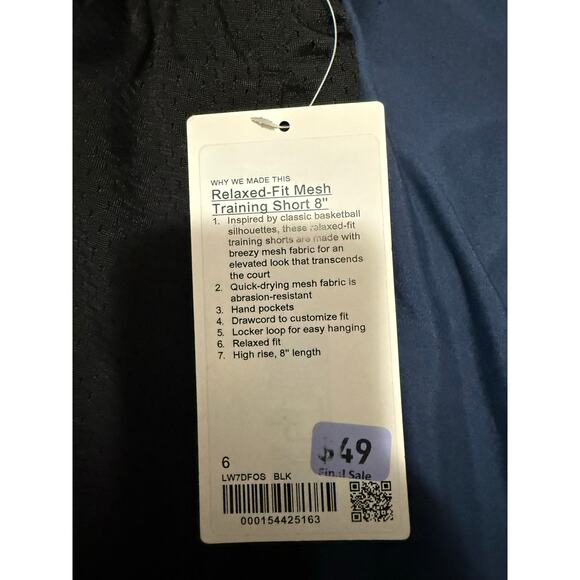 WHY WE MADE THIS
Relaxed-Fit Mesh
Training Short 8"
1. Inspired by classic basketball
silhouettes, these relaxed-fit
training shorts are made with
breezy mesh fabric for an
elevated look that transcends
the court
2. Quick-drying mesh fabric is
abrasion-resistant
3. Hand pockets
4. Drawcord to customize fit
5. Locker loop for easy hanging
6. Relaxed fit
7. High rise, 8" length
$49
Final Sale
6
LW7DFOS BLK
000154425163